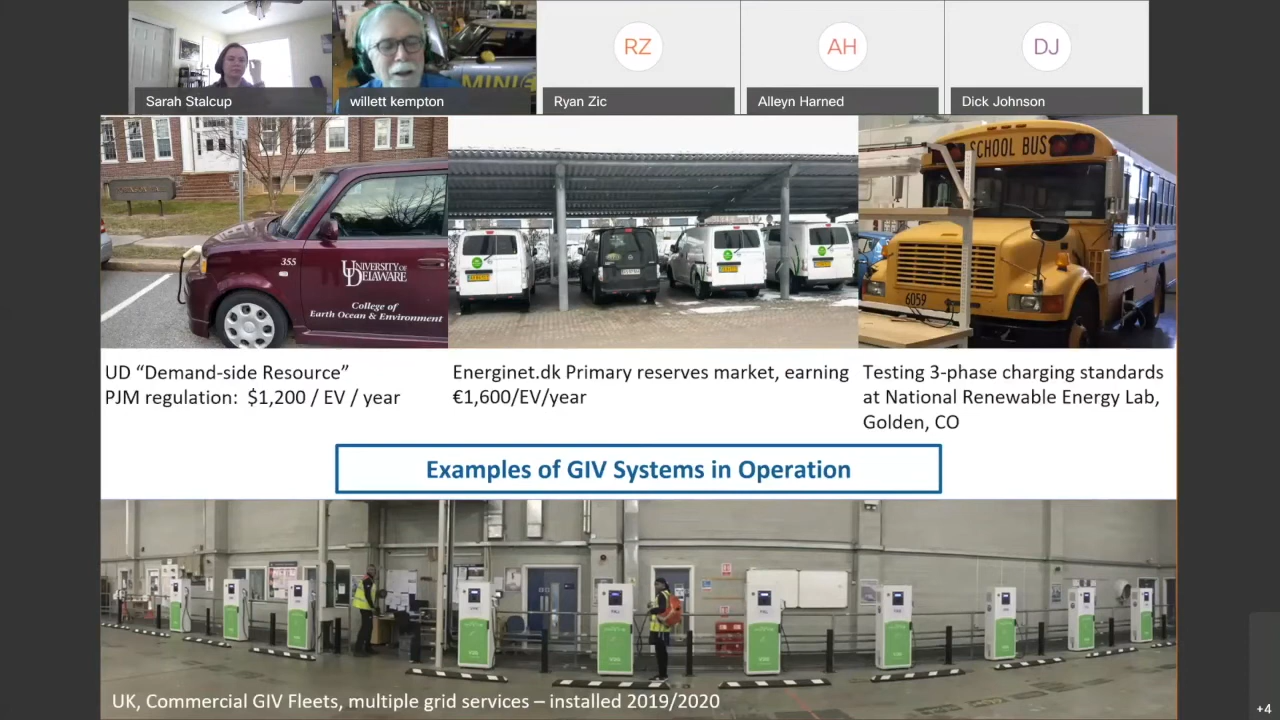 RZ
AH
DJ
Sarah Stalcup
willett kempton
Ryan Zic
Alleyn Harned
Dick Johnson
MINI
SCHOOL BUS
355
UNIVERSITY OF
DELAWARE
College of
Earth Ocean & Environment
6059
UD “Demand-side Resource”
PJM regulation: $1,200 / EV / year
Energinet.dk Primary reserves market, earning
€1,600/EV/year
Testing 3-phase charging standards
at National Renewable Energy Lab,
Golden, CO
Examples of GIV Systems in Operation
UK, Commercial GIV Fleets, multiple grid services – installed 2019/2020
+4